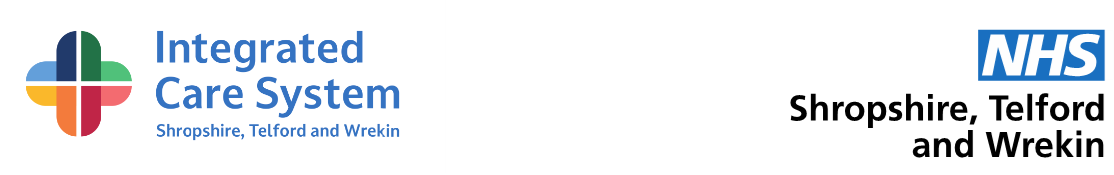 Integrated
Care System
Shropshire, Telford and Wrekin
NHS
Shropshire, Telford
and Wrekin